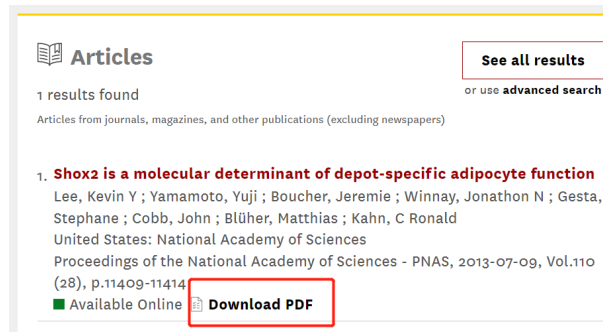 Articles
See all results
1 results found
or use advanced search
Articles from journals, magazines, and other publications (excluding newspapers)
1. Shox2 is a molecular determinant of depot-specific adipocyte function
Lee, Kevin Y ; Yamamoto, Yuji ; Boucher, Jeremie ; Winnay, Jonathon N ; Gesta,
Stephane ; Cobb, John ; Blüher, Matthias ; Kahn, C Ronald
United States: National Academy of Sciences
Proceedings of the National Academy of Sciences - PNAS, 2013-07-09, Vol.110
(28), p.11409-11414
Available Online Download PDF